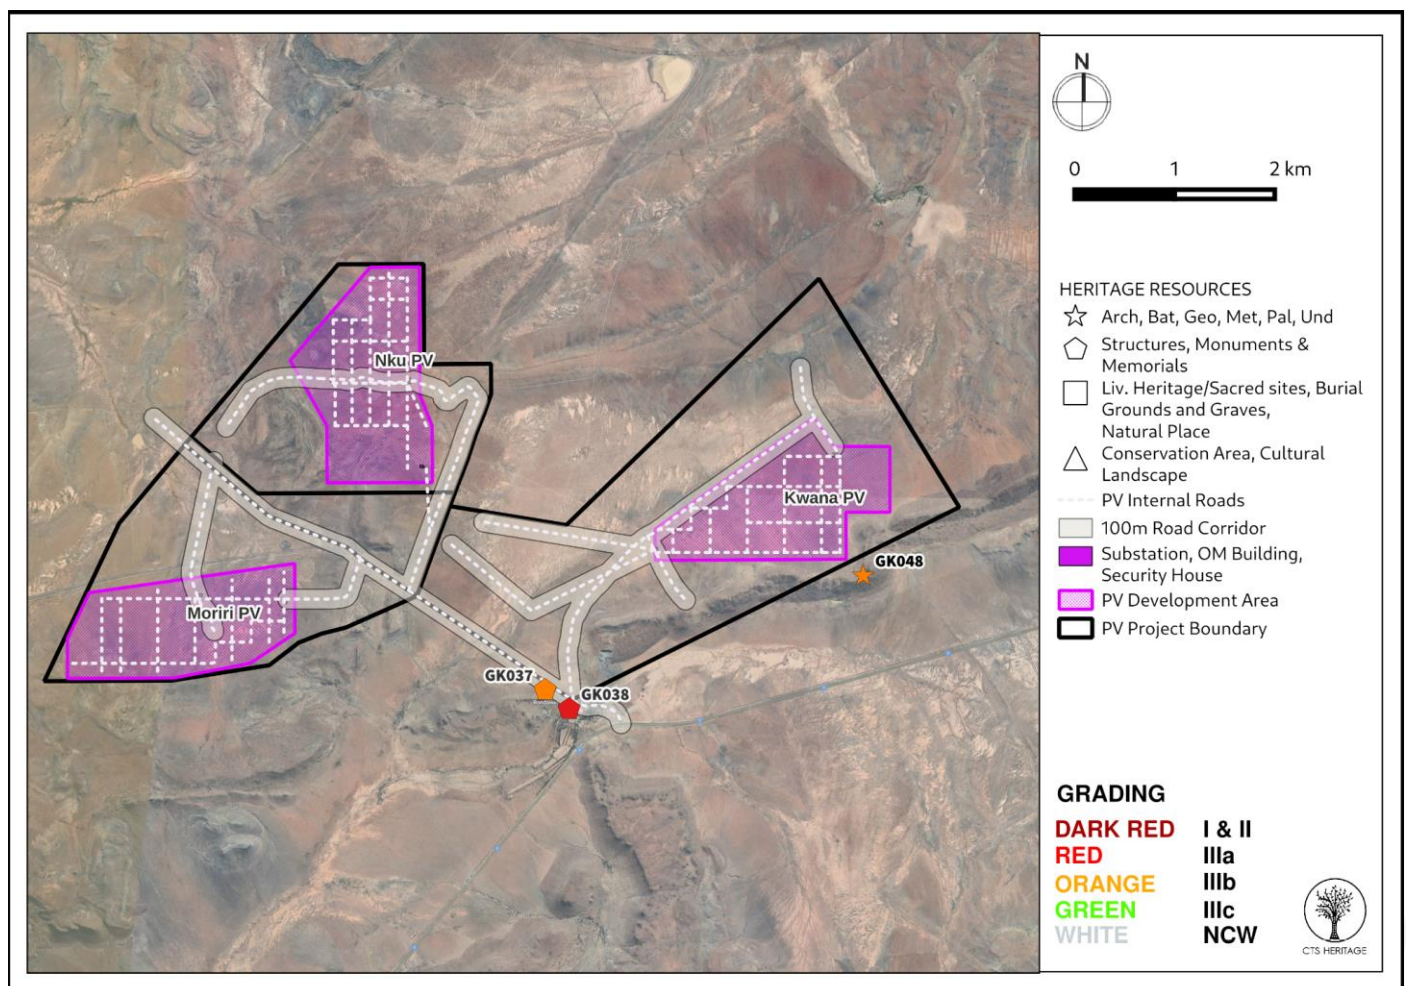 N
0 1 2 km
HERITAGE RESOURCES
Arch, Bat, Geo, Met, Pal, Und
Structures, Monuments &
Memorials
Liv. Heritage/Sacred sites, Burial
Grounds and Graves,
Natural Place
Conservation Area, Cultural
Landscape
PV Internal Roads
100m Road Corridor
Substation, OM Building,
Security House
PV Development Area
PV Project Boundary
Nku PV
Kwana PV
GK048
Moriri PV
GK037
GK038
GRADING
DARK RED I & II
RED IIIa
ORANGE IIIb
GREEN IIIc
WHITE NCW
CTS HERITAGE